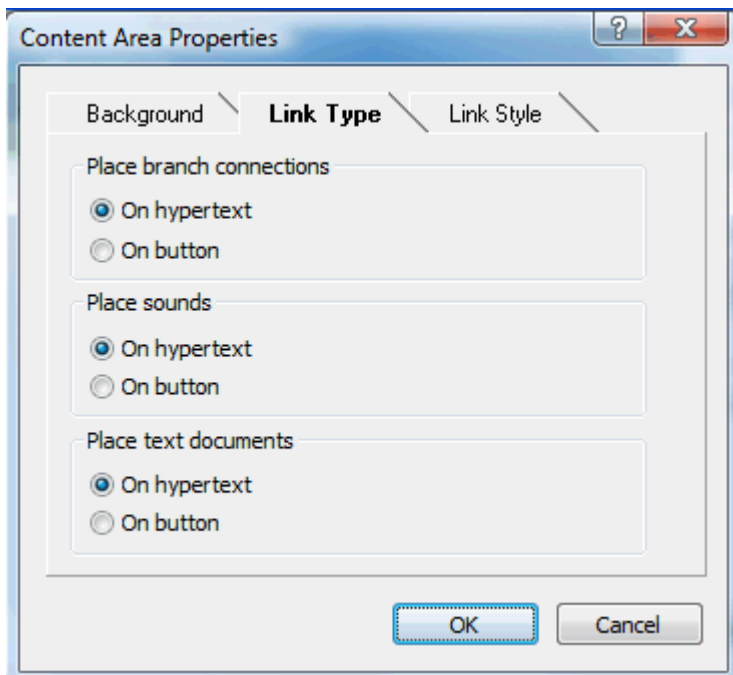 Content Area Properties
?
X
Background Link Type Link Style
Place branch connections
On hypertext
On button
Place sounds
On hypertext
On button
Place text documents
On hypertext
On button
OK Cancel